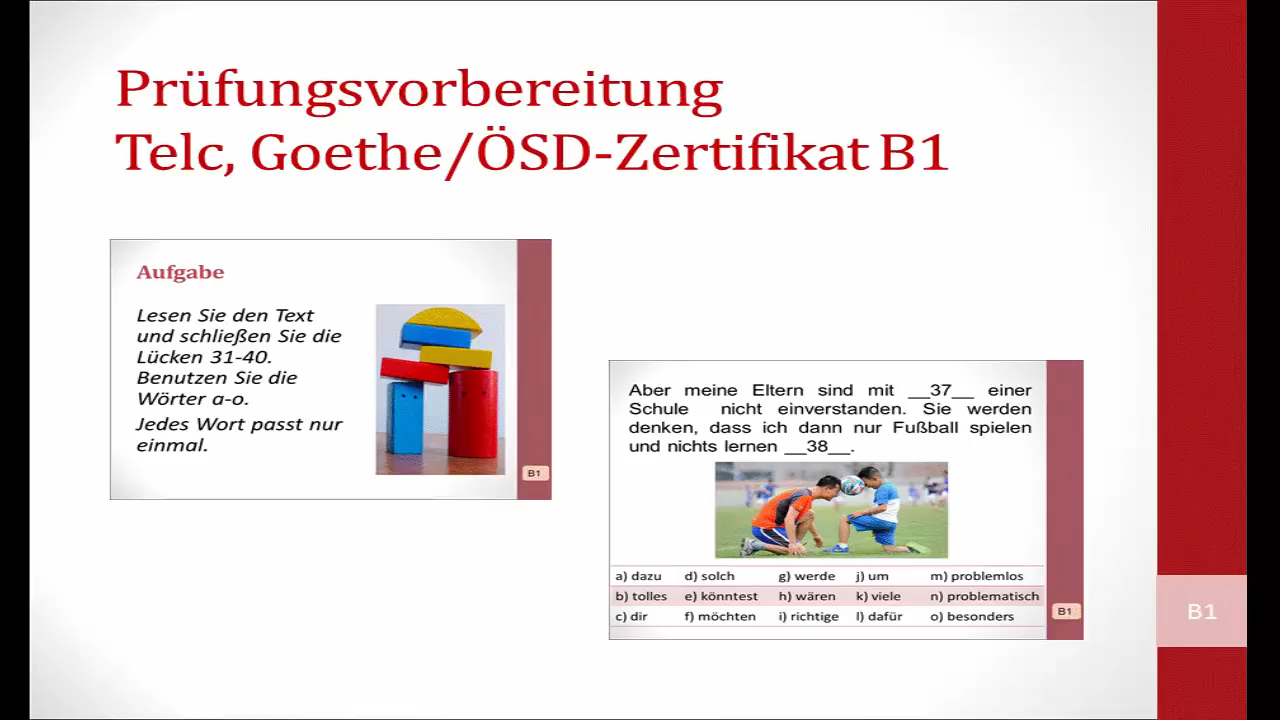 Prüfungsvorbereitung
Telc, Goethe/ÖSD-Zertifikat B1
Aufgabe
Lesen Sie den Text
und schließen Sie die
Lücken 31-40.
Benutzen Sie die
Wörter a-o.
Jedes Wort passt nur
einmal.
B1
Aber meine Eltern sind mit __37__ einer
Schule nicht einverstanden. Sie werden
denken, dass ich dann nur Fußball spielen
und nichts lernen __38__.
a) dazu d) solch g) werde j) um m) problemlos
b) tolles e) könntest h) wären k) viele n) problematisch
c) dir f) möchten i) richtige l) dafür o) besonders
B1
B1